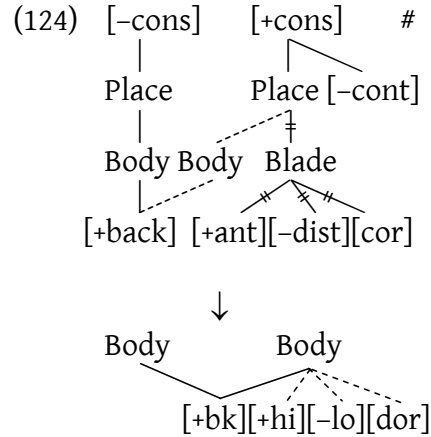 (124) [–cons] [+cons] #
Place Place [–cont]
Body Body Blade
[+back] [+ant][–dist][cor]
↓
Body Body
[+bk][+hi][–lo][dor]